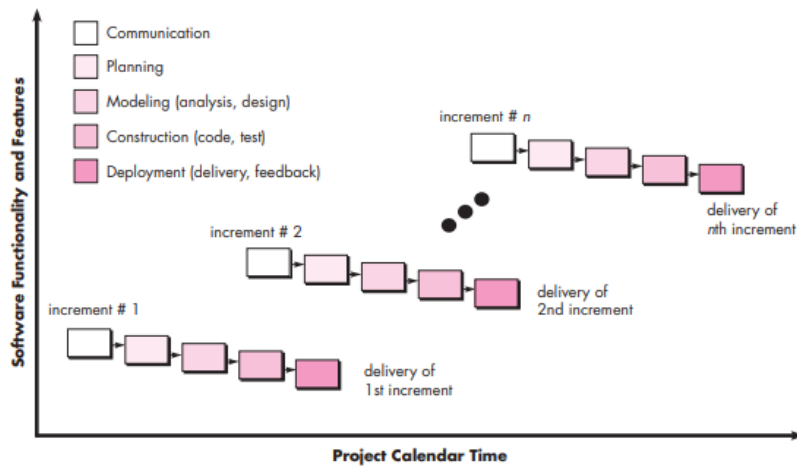 Communication
Planning
Modeling (analysis, design)
Construction (code, test)
Deployment (delivery, feedback)
increment # n
delivery of
nth increment
increment # 2
delivery of
2nd increment
increment # 1
delivery of
1st increment
Software Functionality and Features
Project Calendar Time